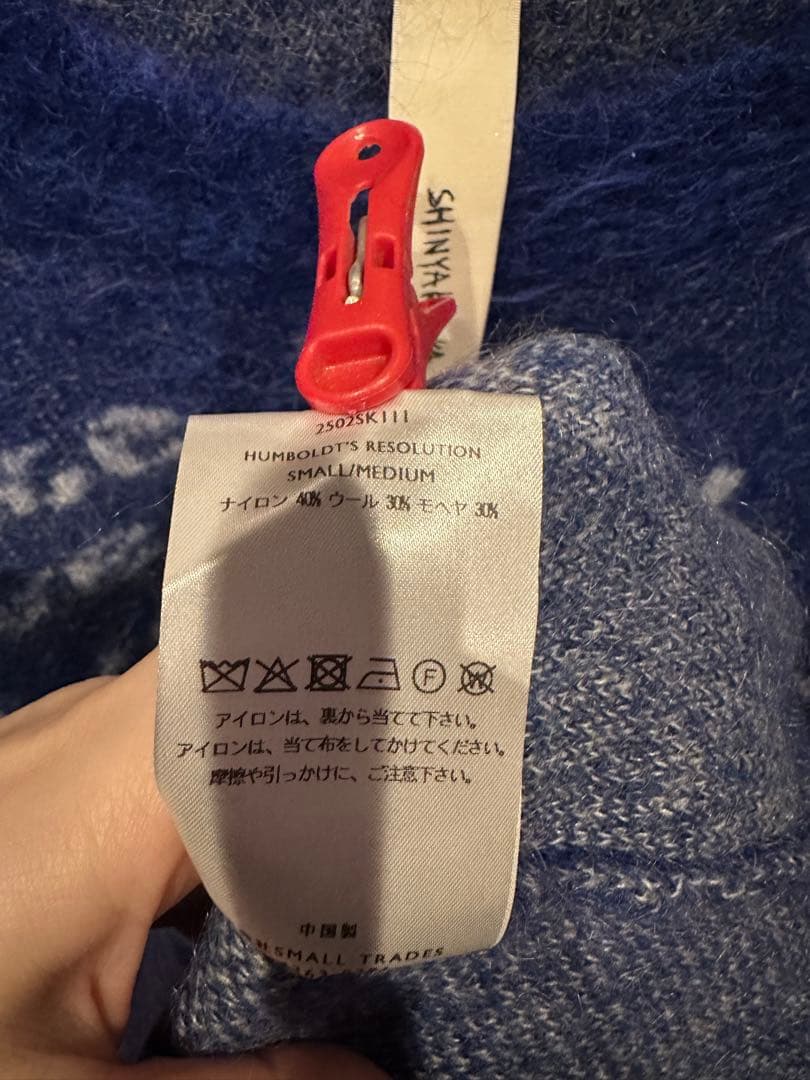 SHINYA
2502SK111
HUMBOLDT'S RESOLUTION
SMALL/MEDIUM
ナイロン 40% ウール 30% モヘヤ 30%
F
W
アイロンは、裏から当てて下さい。
アイロンは、当て布をしてかけてください。
摩擦や引っかけに、ご注意下さい。
中国製
SMALL TRADES